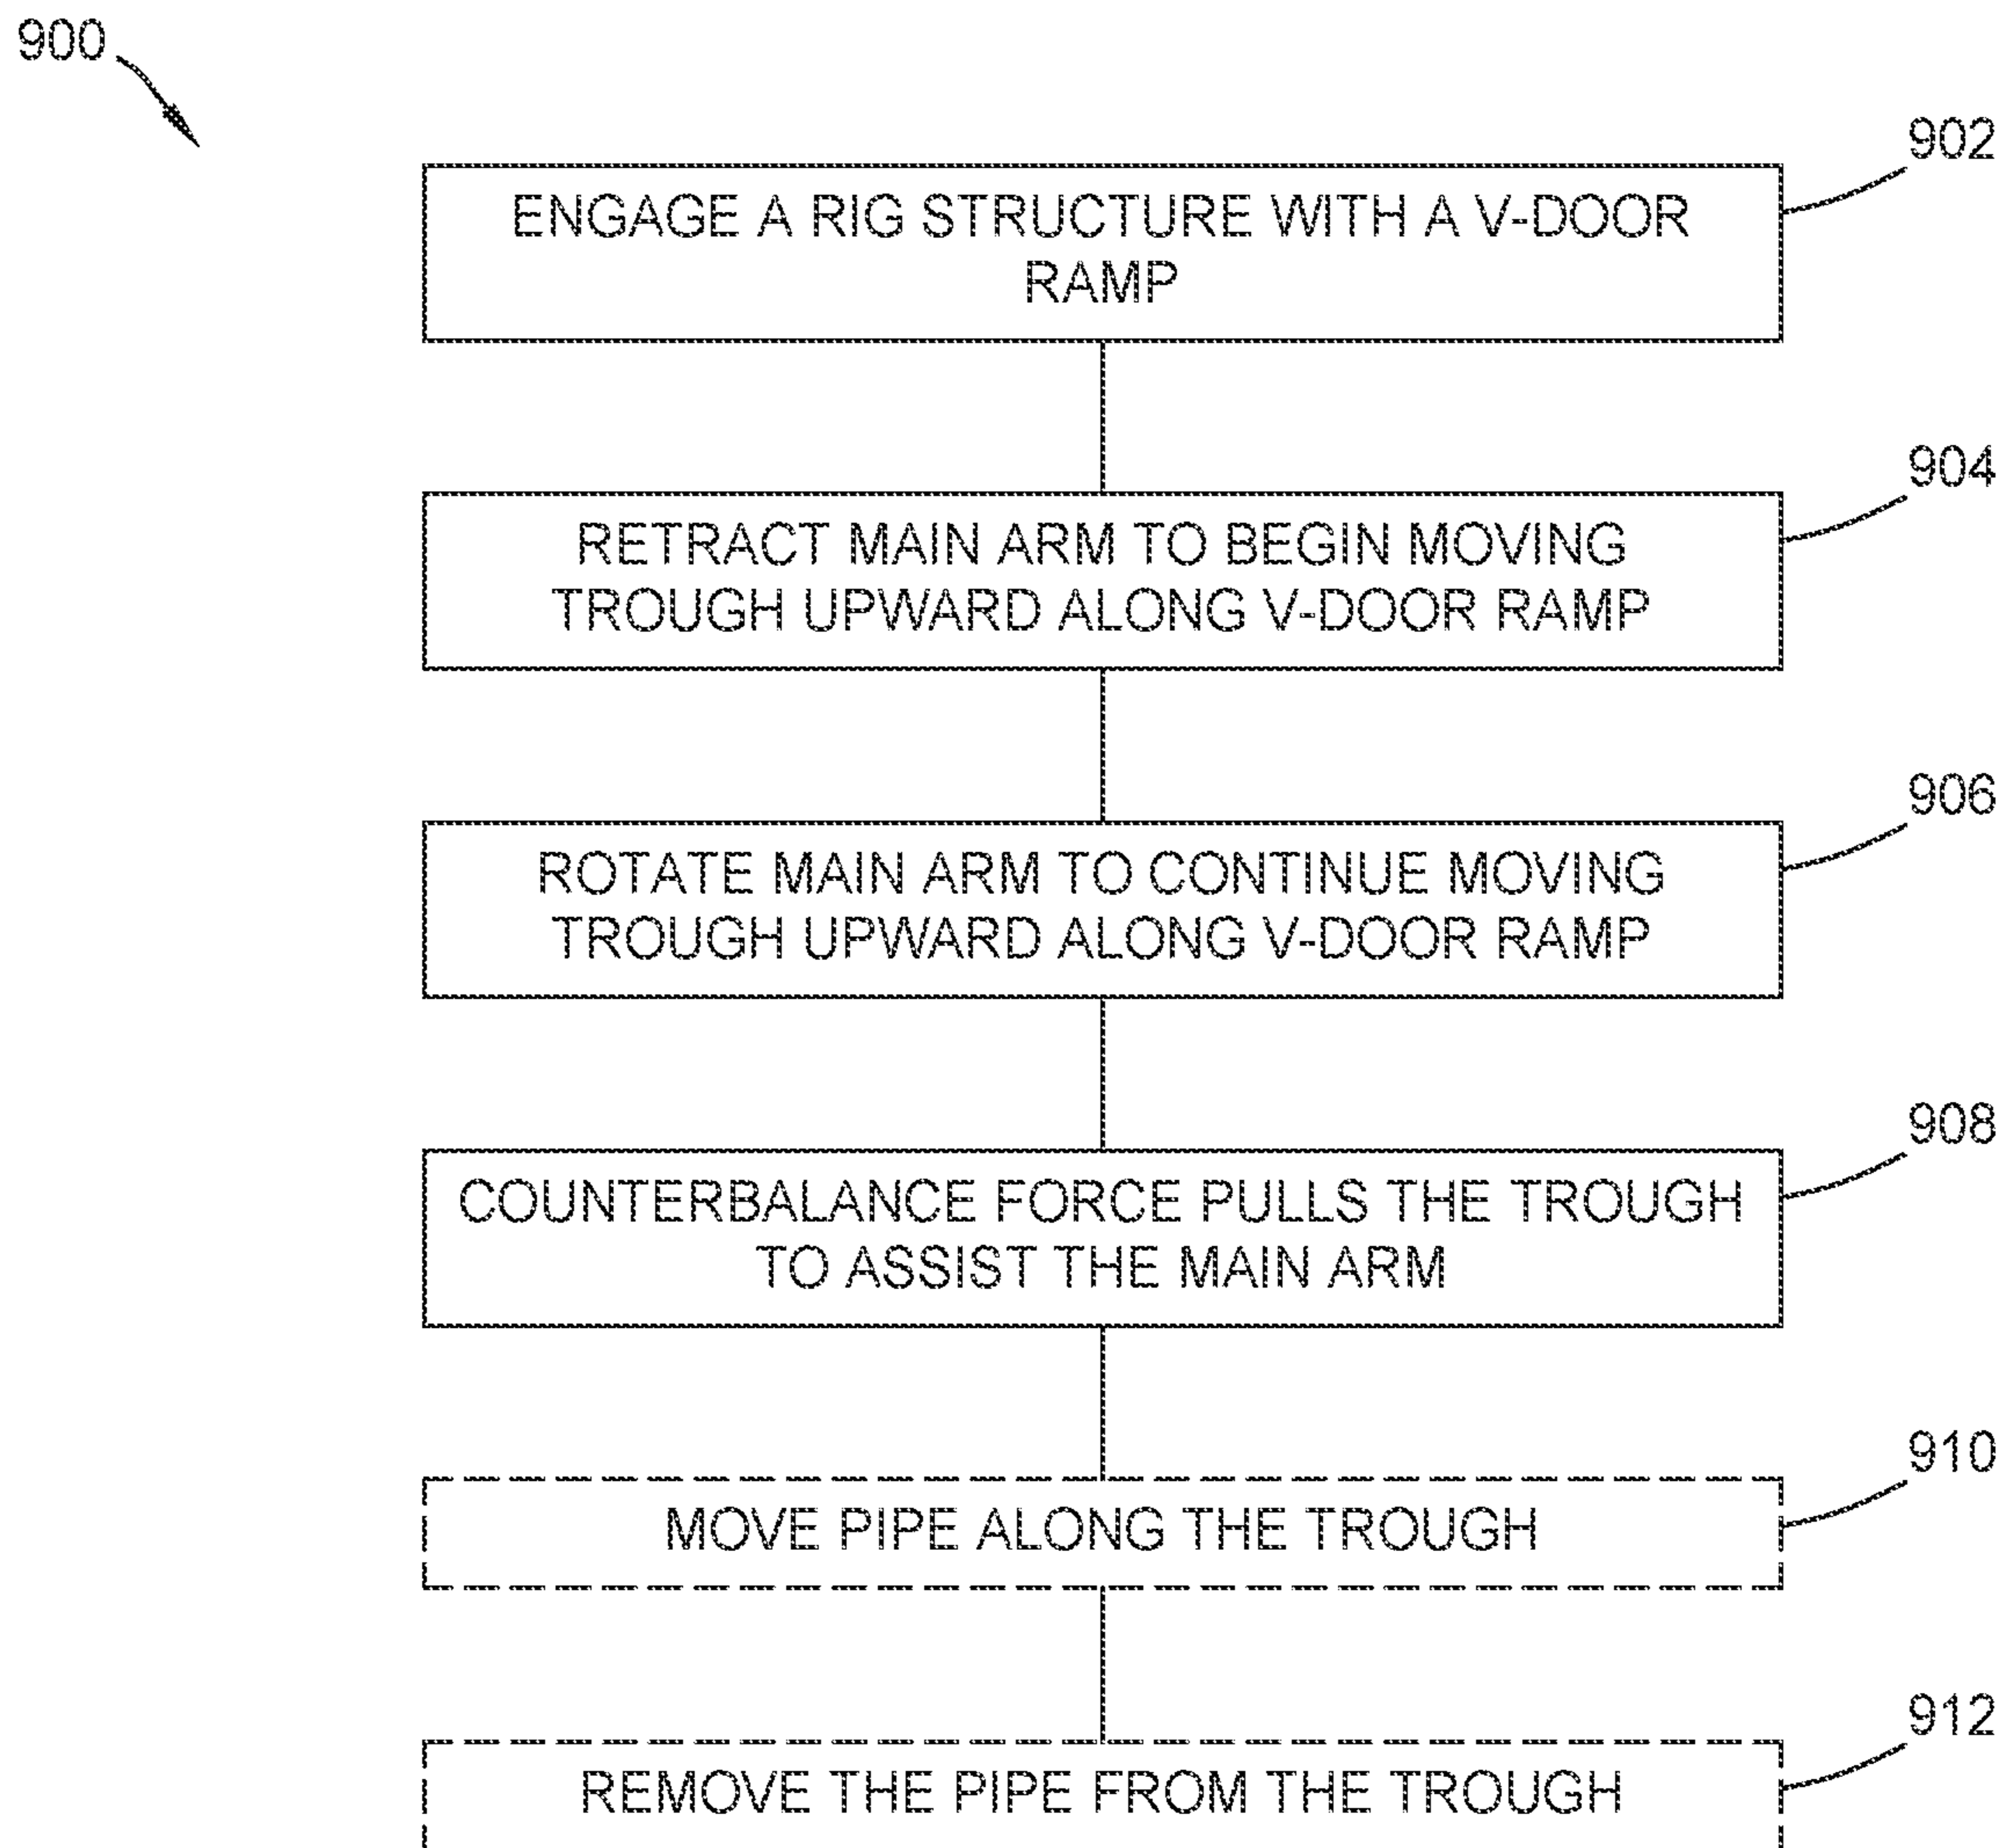 900
902
ENGAGE A RIG STRUCTURE WITH A V-DOOR
RAMP
904
RETRACT MAIN ARM TO BEGIN MOVING
TROUGH UPWARD ALONG V-DOOR RAMP
906
ROTATE MAIN ARM TO CONTINUE MOVING
TROUGH UPWARD ALONG V-DOOR RAMP
908
COUNTERBALANCE FORCE PULLS THE TROUGH
TO ASSIST THE MAIN ARM
910
MOVE PIPE ALONG THE TROUGH
912
REMOVE THE PIPE FROM THE TROUGH